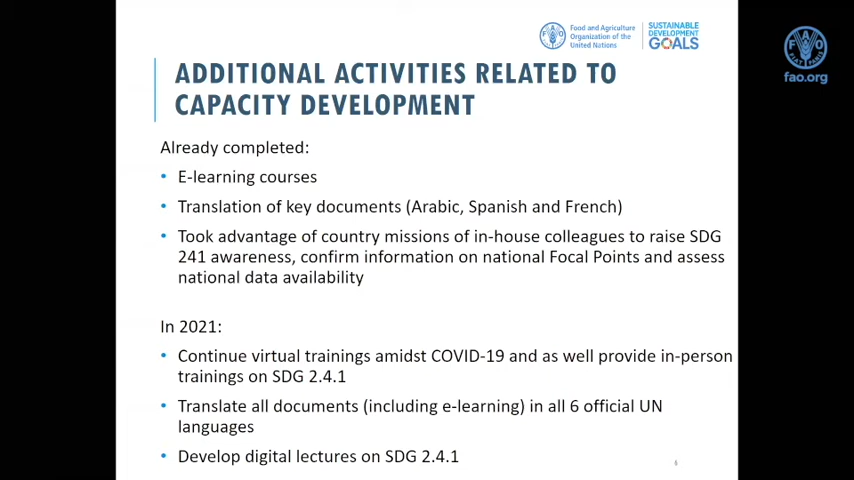 Food and Agriculture
Organization of the
United Nations
SUSTAINABLE
DEVELOPMENT
GOALS
FAO
FIAT PANIS
fao.org
ADDITIONAL ACTIVITIES RELATED TO
CAPACITY DEVELOPMENT
Already completed:
• E-learning courses
• Translation of key documents (Arabic, Spanish and French)
• Took advantage of country missions of in-house colleagues to raise SDG
241 awareness, confirm information on national Focal Points and assess
national data availability
In 2021:
• Continue virtual trainings amidst COVID-19 and as well provide in-person
trainings on SDG 2.4.1
• Translate all documents (including e-learning) in all 6 official UN
languages
• Develop digital lectures on SDG 2.4.1